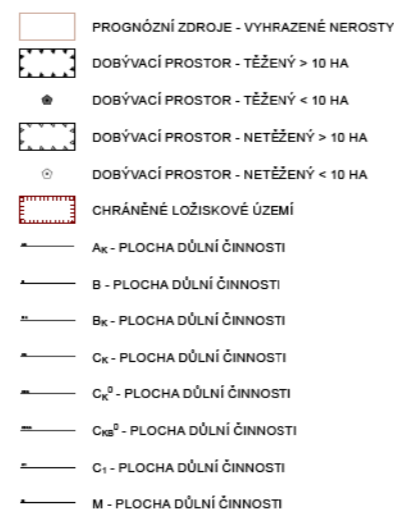 PROGNÓZNÍ ZDROJE - VYHRAZENÉ NEROSTY
DOBÝVACÍ PROSTOR - TĚŽENÝ > 10 HA
DOBÝVACÍ PROSTOR - TĚŽENÝ < 10 HA
DOBÝVACÍ PROSTOR - NETĚŽENÝ > 10 HA
DOBÝVACÍ PROSTOR - NETĚŽENÝ < 10 HA
CHRÁNĚNÉ LOŽISKOVÉ ÚZEMÍ
Aₖ - PLOCHA DŮLNÍ ČINNOSTI
B - PLOCHA DŮLNÍ ČINNOSTI
Bₖ - PLOCHA DŮLNÍ ČINNOSTI
Cₖ - PLOCHA DŮLNÍ ČINNOSTI
Cₖ⁰ - PLOCHA DŮLNÍ ČINNOSTI
C_KB⁰ - PLOCHA DŮLNÍ ČINNOSTI
C₁ - PLOCHA DŮLNÍ ČINNOSTI
M - PLOCHA DŮLNÍ ČINNOSTI